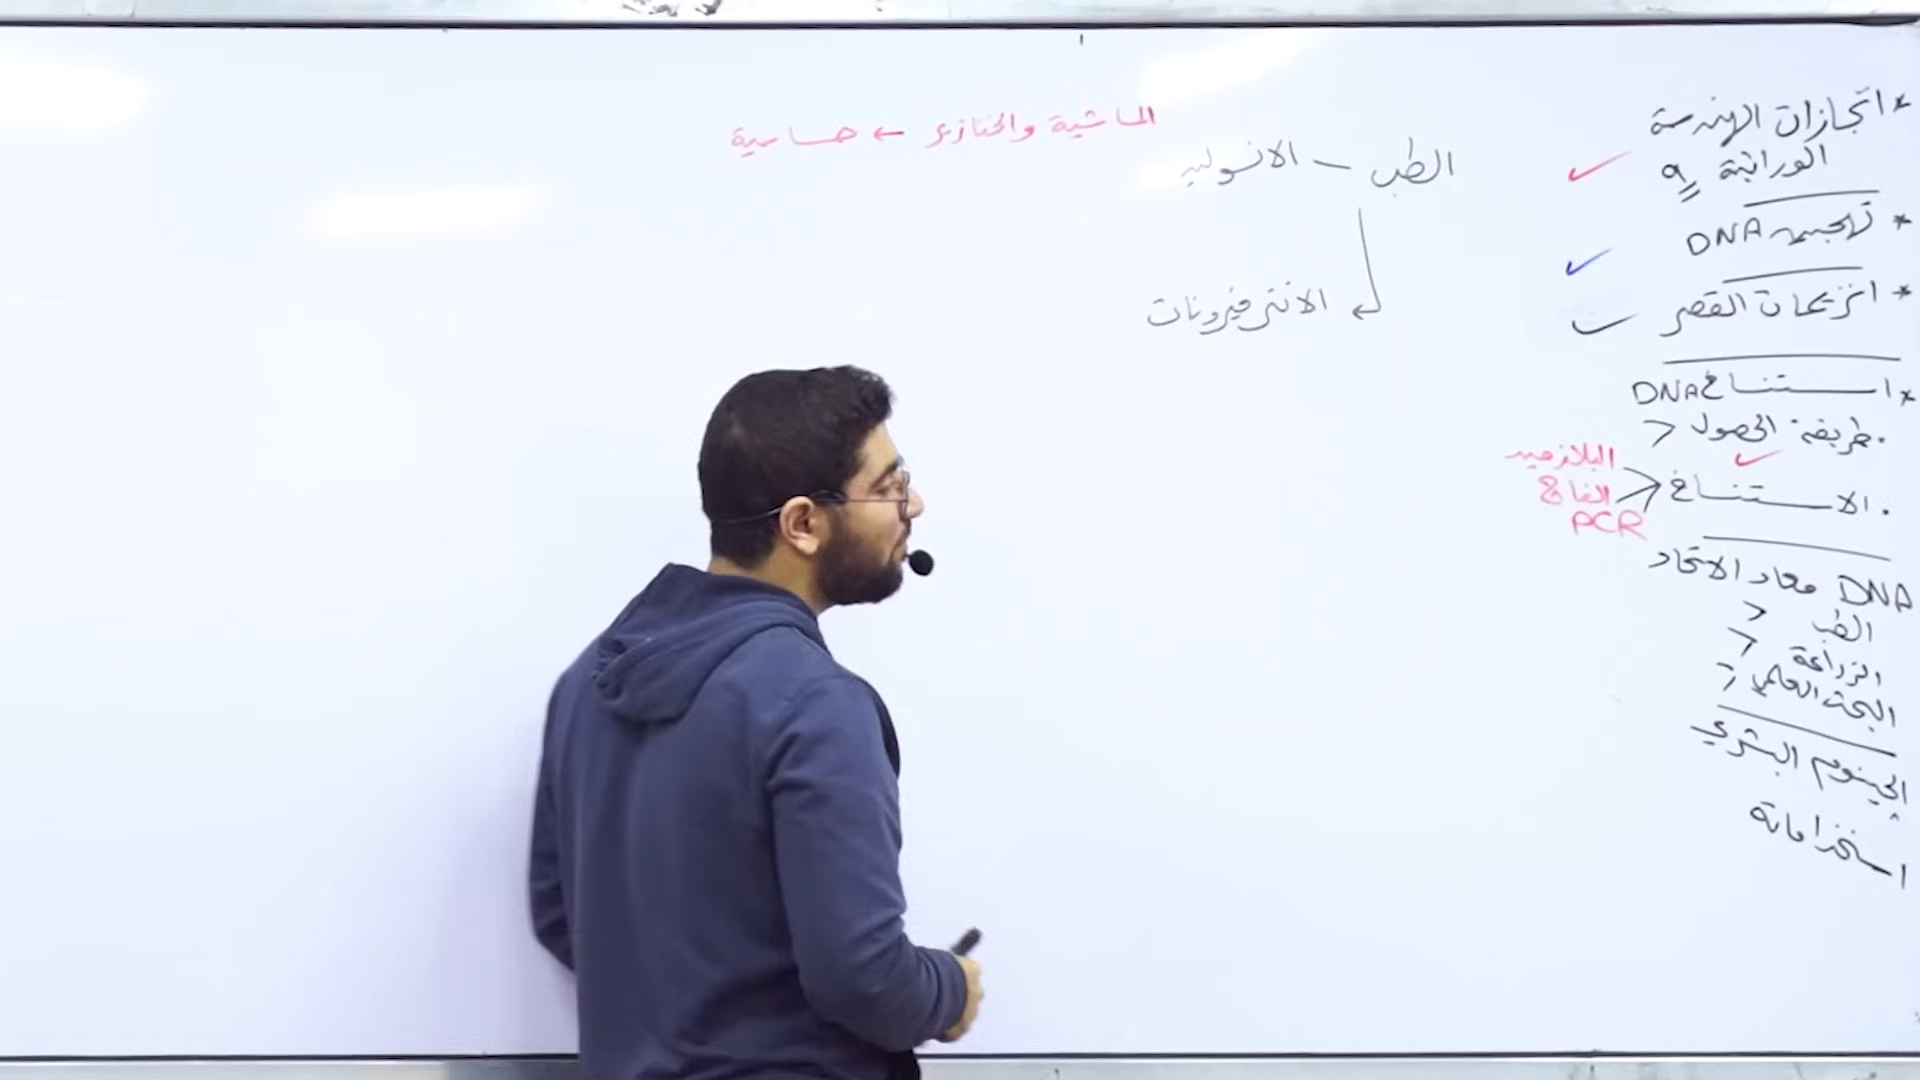 * انجازات الهندسة
الوراثية ؟
* تهجين DNA
* انزيمات القصر
* استنساخ DNA
. طريقة الحصول <
. الاستنساخ
البلازميد
الفاج
PCR
DNA معاد الاتحاد
الطب <
الزراعة <
البحث العلمي <
الجينوم البشري
استخداماته
الماشية والخنازير ← حساسية
الطب - الانسولين
الانترفيرونات